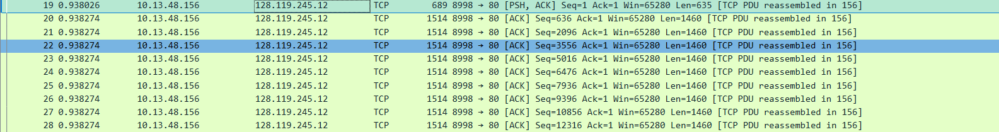 19 0.938026 10.13.48.156 128.119.245.12 TCP 689 8998 → 80 [PSH, ACK] Seq=1 Ack=1 Win=65280 Len=635 [TCP PDU reassembled in 156]
20 0.938274 10.13.48.156 128.119.245.12 TCP 1514 8998 → 80 [ACK] Seq=636 Ack=1 Win=65280 Len=1460 [TCP PDU reassembled in 156]
21 0.938274 10.13.48.156 128.119.245.12 TCP 1514 8998 → 80 [ACK] Seq=2096 Ack=1 Win=65280 Len=1460 [TCP PDU reassembled in 156]
22 0.938274 10.13.48.156 128.119.245.12 TCP 1514 8998 → 80 [ACK] Seq=3556 Ack=1 Win=65280 Len=1460 [TCP PDU reassembled in 156]
23 0.938274 10.13.48.156 128.119.245.12 TCP 1514 8998 → 80 [ACK] Seq=5016 Ack=1 Win=65280 Len=1460 [TCP PDU reassembled in 156]
24 0.938274 10.13.48.156 128.119.245.12 TCP 1514 8998 → 80 [ACK] Seq=6476 Ack=1 Win=65280 Len=1460 [TCP PDU reassembled in 156]
25 0.938274 10.13.48.156 128.119.245.12 TCP 1514 8998 → 80 [ACK] Seq=7936 Ack=1 Win=65280 Len=1460 [TCP PDU reassembled in 156]
26 0.938274 10.13.48.156 128.119.245.12 TCP 1514 8998 → 80 [ACK] Seq=9396 Ack=1 Win=65280 Len=1460 [TCP PDU reassembled in 156]
27 0.938274 10.13.48.156 128.119.245.12 TCP 1514 8998 → 80 [ACK] Seq=10856 Ack=1 Win=65280 Len=1460 [TCP PDU reassembled in 156]
28 0.938274 10.13.48.156 128.119.245.12 TCP 1514 8998 → 80 [ACK] Seq=12316 Ack=1 Win=65280 Len=1460 [TCP PDU reassembled in 156]